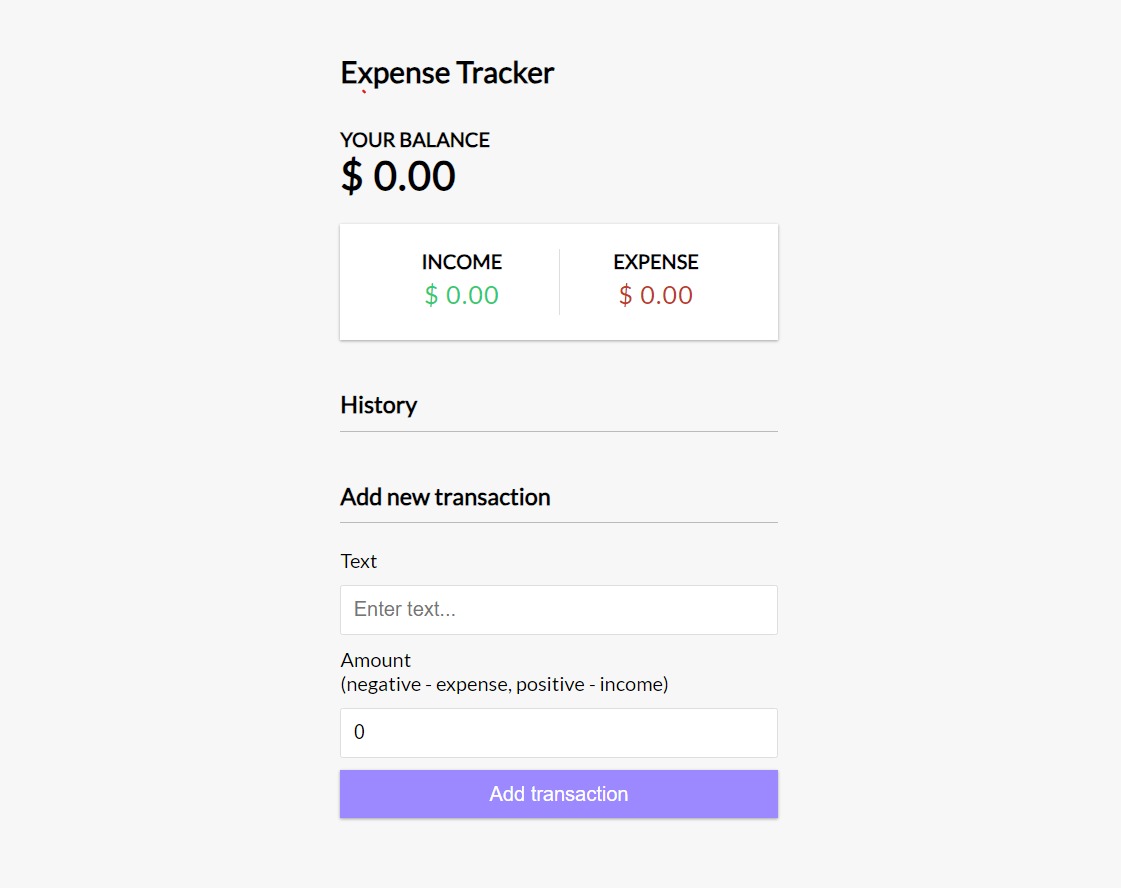 Expense Tracker
YOUR BALANCE
$ 0.00
INCOME
EXPENSE
$ 0.00
$ 0.00
History
Add new transaction
Text
Enter text...
Amount
(negative - expense, positive - income)
0
Add transaction